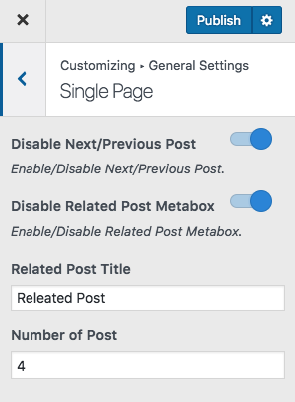 Publish
Customizing ▸ General Settings
Single Page
Disable Next/Previous Post
Enable/Disable Next/Previous Post.
Disable Related Post Metabox
Enable/Disable Related Post Metabox.
Related Post Title
Releated Post
Number of Post
4